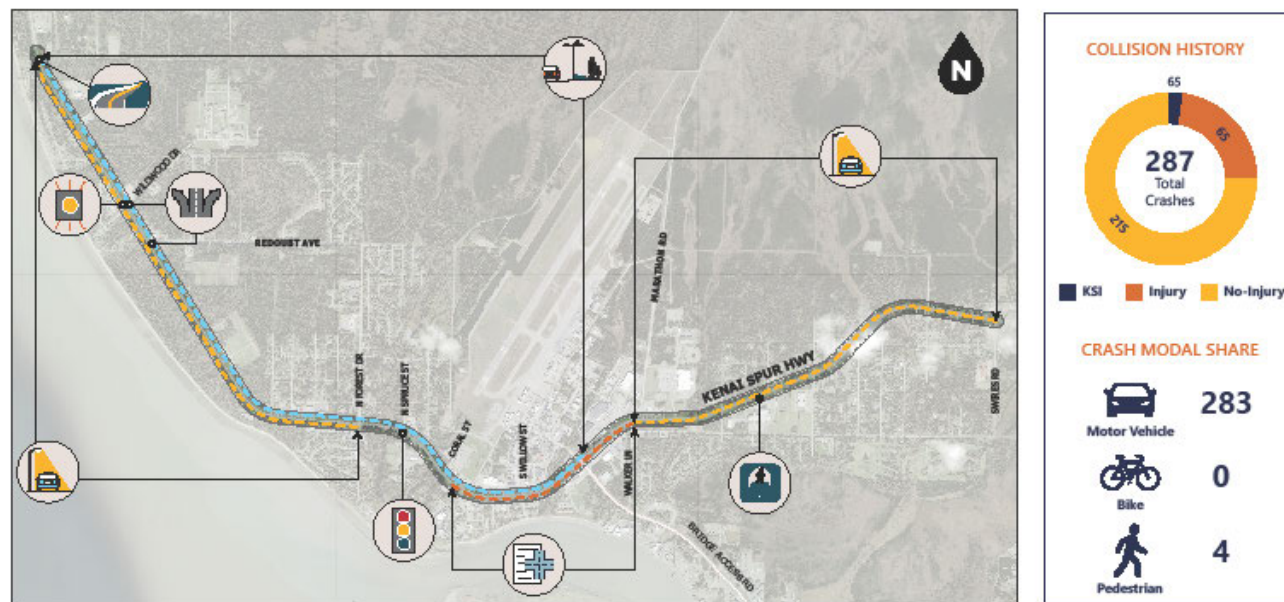 N
WILDWOOD DR
REDOUBT AVE
MARATHON RD
N FOREST DR
N SPRUCE ST
CORAL ST
S WILLOW ST
WALKER LN
KENAI SPUR HWY
SWIRES RD
BRIDGE ACCESS RD
COLLISION HISTORY
65
65
287
Total
Crashes
215
KSI Injury No-Injury
CRASH MODAL SHARE
283
Motor Vehicle
0
Bike
4
Pedestrian